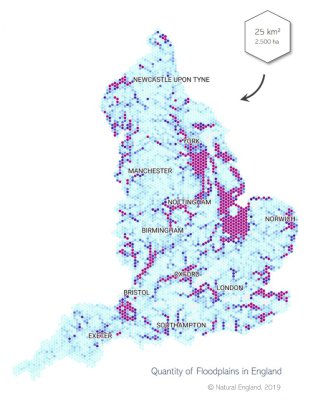 25 km²
2,500 ha
NEWCASTLE UPON TYNE
YORK
MANCHESTER
NOTTINGHAM
NORWICH
BIRMINGHAM
OXFORD
LONDON
BRISTOL
SOUTHAMPTON
EXETER
Quantity of Floodplains in England
© Natural England, 2019